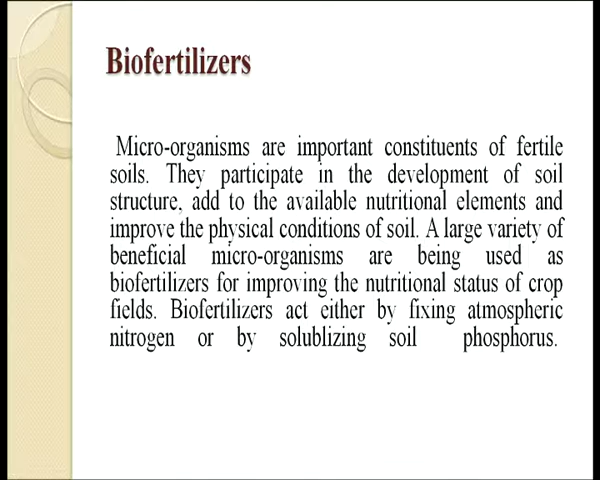 Biofertilizers
Micro-organisms are important constituents of fertile
soils. They participate in the development of soil
structure, add to the available nutritional elements and
improve the physical conditions of soil. A large variety of
beneficial micro-organisms are being used as
biofertilizers for improving the nutritional status of crop
fields. Biofertilizers act either by fixing atmospheric
nitrogen or by solublizing soil phosphorus.